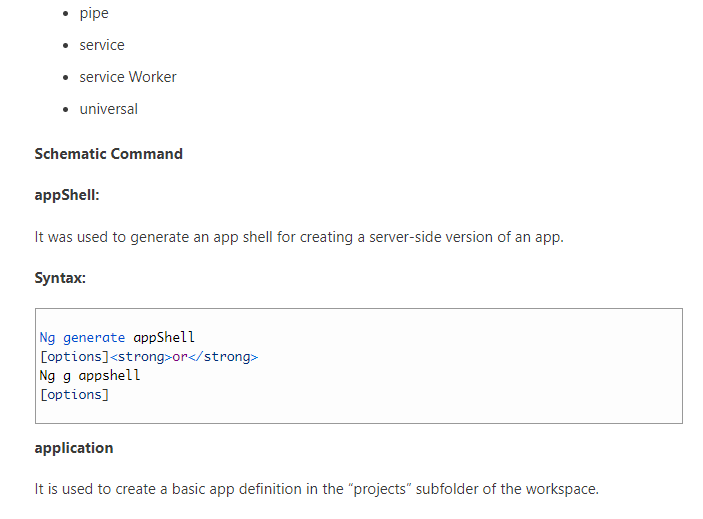 • pipe
• service
• service Worker
• universal
Schematic Command
appShell:
It was used to generate an app shell for creating a server-side version of an app.
Syntax:
Ng generate appShell
[options]<strong>or</strong>
Ng g appshell
[options]
application
It is used to create a basic app definition in the “projects” subfolder of the workspace.